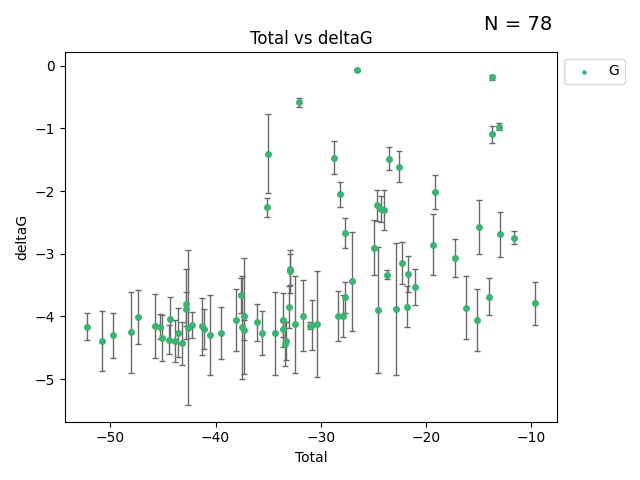 N = 78
Total vs deltaG
G
deltaG
0
−1
−2
−3
−4
−5
−50 −40 −30 −20 −10
Total